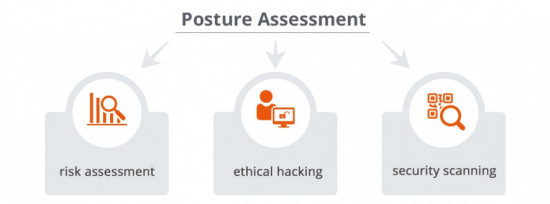 Posture Assessment
risk assessment
ethical hacking
security scanning